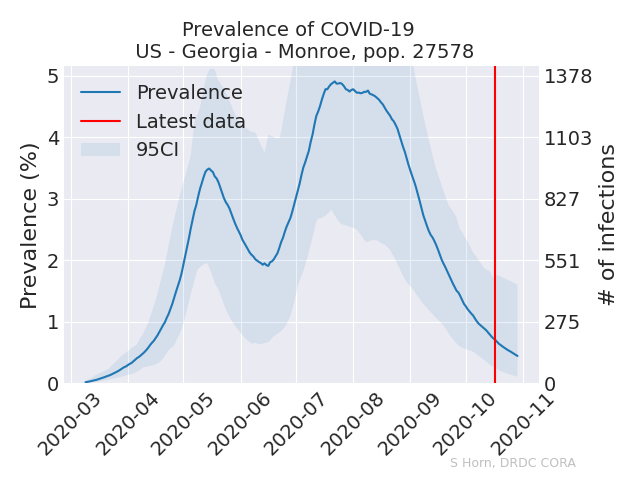 Prevalence of COVID-19
US - Georgia - Monroe, pop. 27578
Prevalence
Latest data
95CI
Prevalence (%)
5
4
3
2
1
0
1378
1103
827
551
275
0
# of infections
2020-03
2020-04
2020-05
2020-06
2020-07
2020-08
2020-09
2020-10
2020-11
S Horn, DRDC CORA